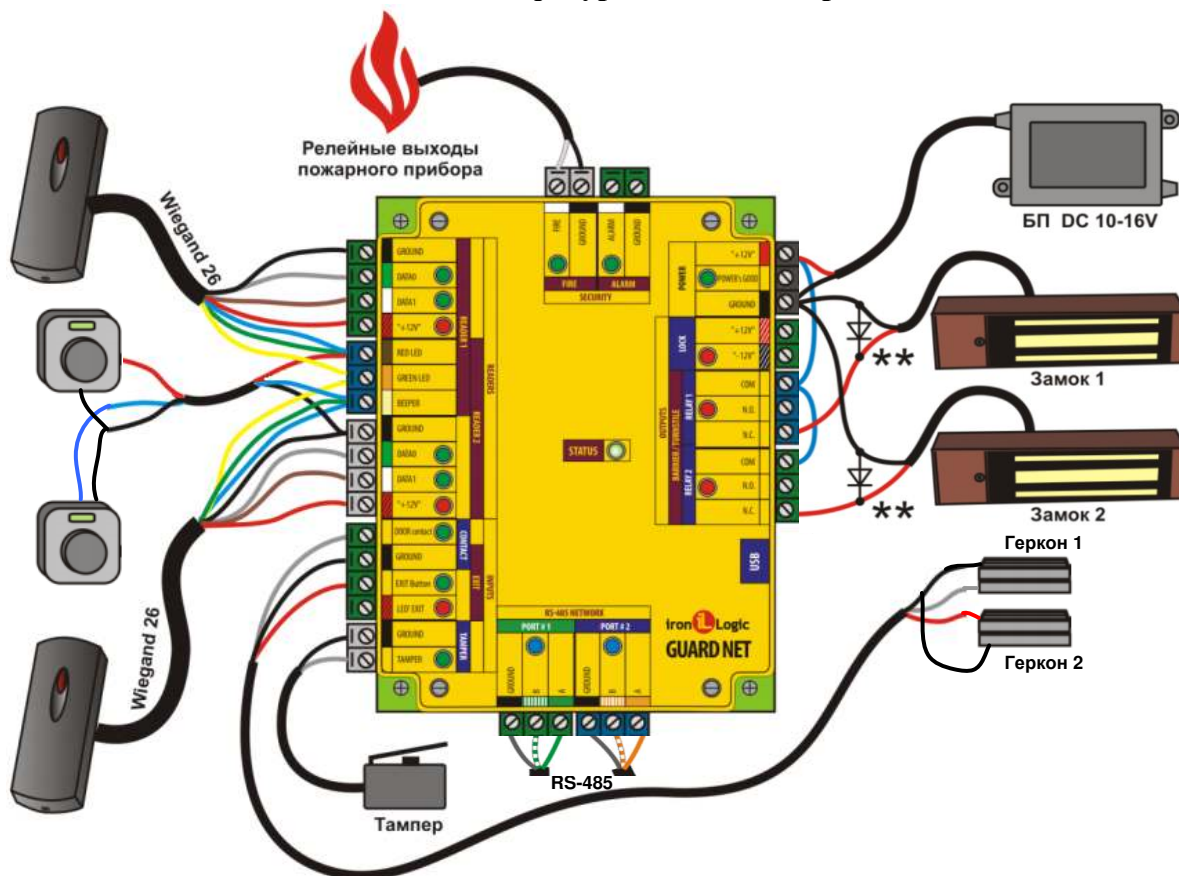 Релейные выходы
пожарного прибора
Wiegand 26
Wiegand 26
БП DC 10-16V
Замок 1
**
Замок 2
**
Геркон 1
Геркон 2
Тампер
RS-485
FIRE
GROUND
ALARM
GROUND
FIRE
ALARM
SECURITY
GROUND
DATA0
DATA1
"+12V"
RED LED
GREEN LED
BEEPER
GROUND
DATA0
DATA1
"+12V"
READER 1
READER 2
READERS
DOOR contact
GROUND
EXIT Button
LED' EXIT
GROUND
TAMPER
CONTACT
EXIT
TAMPER
INPUTS
POWER
"+12V"
POWER's GOOD
GROUND
LOCK
"+12V"
"-12V"
RELAY 1
COM
N.O.
N.C.
RELAY 2
COM
N.O.
N.C.
OUTPUTS
BARRIER / TURNSTILE
STATUS
USB
RS-485 NETWORK
PORT # 1
PORT # 2
GROUND
B
A
GROUND
B
A
iron Logic
GUARD NET